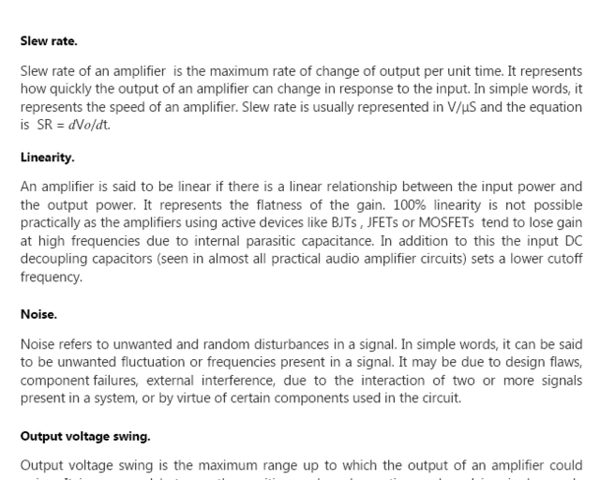 Slew rate.
Slew rate of an amplifier is the maximum rate of change of output per unit time. It represents
how quickly the output of an amplifier can change in response to the input. In simple words, it
represents the speed of an amplifier. Slew rate is usually represented in V/µS and the equation
is SR = dVo/dt.
Linearity.
An amplifier is said to be linear if there is a linear relationship between the input power and
the output power. It represents the flatness of the gain. 100% linearity is not possible
practically as the amplifiers using active devices like BJTs , JFETs or MOSFETs tend to lose gain
at high frequencies due to internal parasitic capacitance. In addition to this the input DC
decoupling capacitors (seen in almost all practical audio amplifier circuits) sets a lower cutoff
frequency.
Noise.
Noise refers to unwanted and random disturbances in a signal. In simple words, it can be said
to be unwanted fluctuation or frequencies present in a signal. It may be due to design flaws,
component failures, external interference, due to the interaction of two or more signals
present in a system, or by virtue of certain components used in the circuit.
Output voltage swing.
Output voltage swing is the maximum range up to which the output of an amplifier could